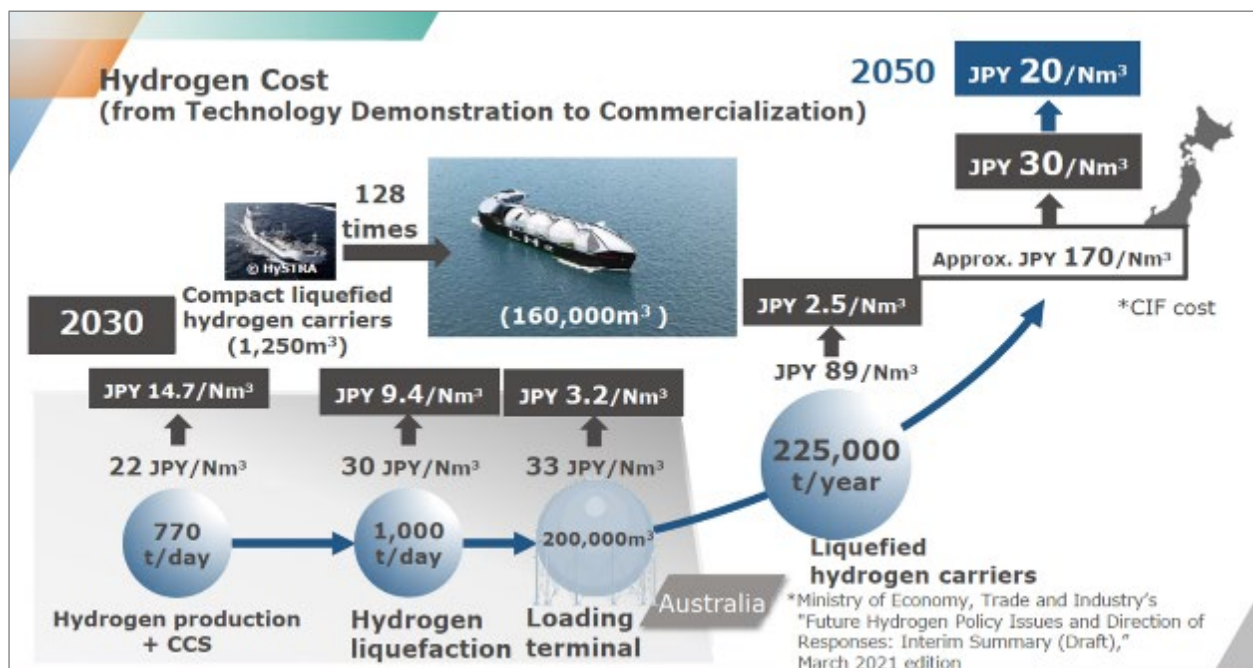 Hydrogen Cost
(from Technology Demonstration to Commercialization)
2050
JPY 20/Nm³
JPY 30/Nm³
Approx. JPY 170/Nm³
*CIF cost
128
times
© HySTRA
LH₂
Compact liquefied
hydrogen carriers
(1,250m³)
(160,000m³ )
2030
JPY 14.7/Nm³
JPY 9.4/Nm³
JPY 3.2/Nm³
JPY 2.5/Nm³
22 JPY/Nm³
30 JPY/Nm³
33 JPY/Nm³
JPY 89/Nm³
770
t/day
1,000
t/day
200,000m³
225,000
t/year
Hydrogen production
+ CCS
Hydrogen
liquefaction
Loading
terminal
Australia
Liquefied
hydrogen carriers
*Ministry of Economy, Trade and Industry's
"Future Hydrogen Policy Issues and Direction of
Responses: Interim Summary (Draft),"
March 2021 edition